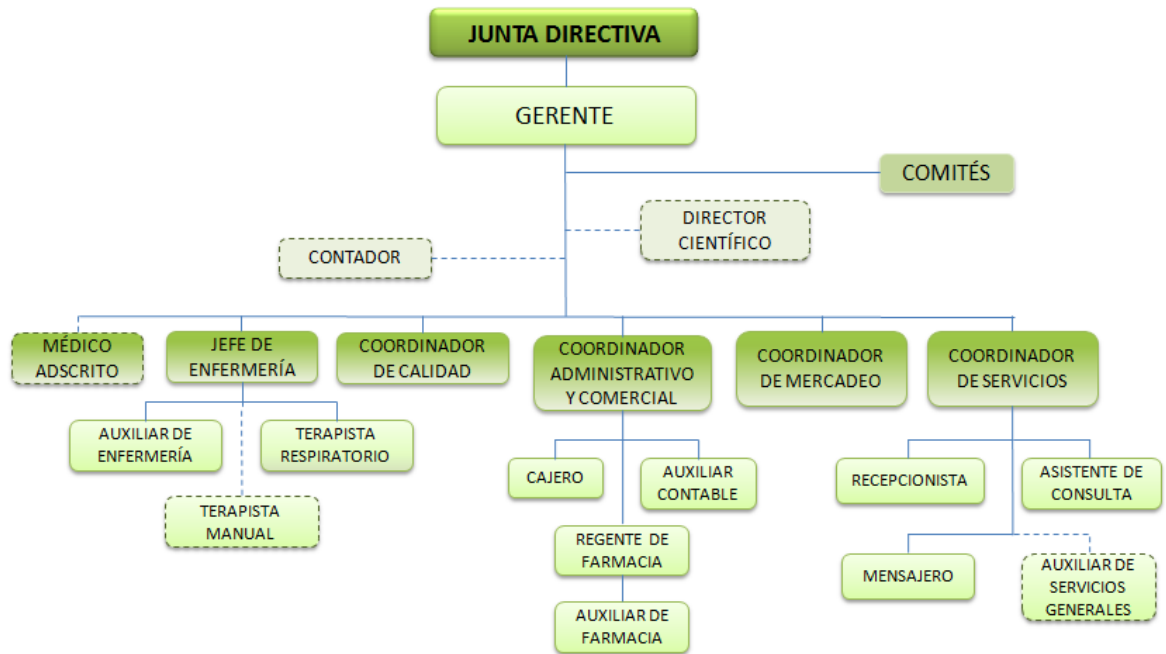 JUNTA DIRECTIVA
GERENTE
COMITÉS
DIRECTOR
CIENTÍFICO
CONTADOR
MÉDICO
ADSCRITO
JEFE DE
ENFERMERÍA
COORDINADOR
DE CALIDAD
COORDINADOR
ADMINISTRATIVO
Y COMERCIAL
COORDINADOR
DE MERCADEO
COORDINADOR
DE SERVICIOS
AUXILIAR DE
ENFERMERÍA
TERAPISTA
RESPIRATORIO
TERAPISTA
MANUAL
CAJERO
AUXILIAR
CONTABLE
REGENTE DE
FARMACIA
AUXILIAR DE
FARMACIA
RECEPCIONISTA
ASISTENTE DE
CONSULTA
MENSAJERO
AUXILIAR DE
SERVICIOS
GENERALES